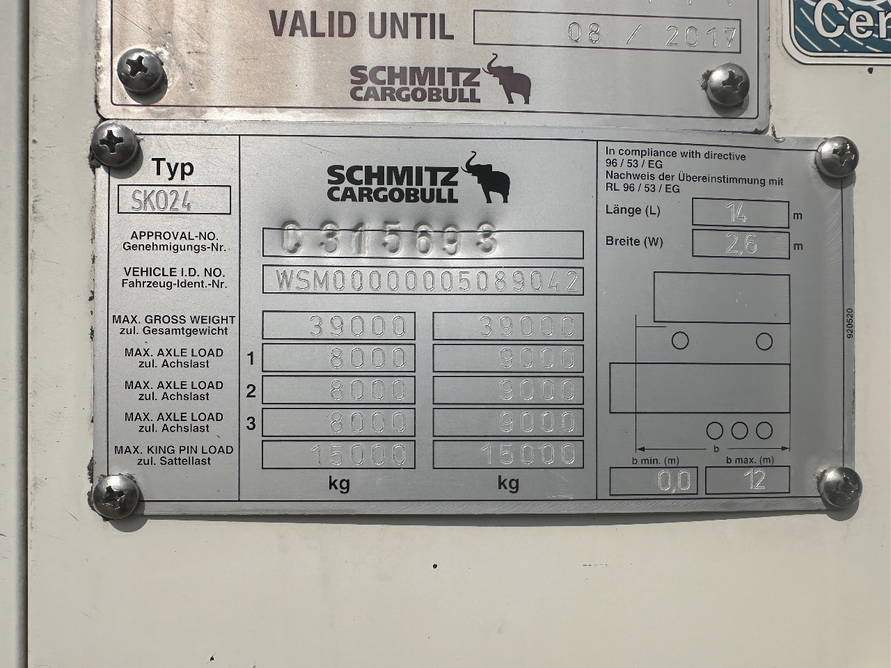 VALID UNTIL 08 / 2017
SCHMITZ
CARGOBULL
Cer
Typ
SKO24
SCHMITZ
CARGOBULL
APPROVAL-NO.
Genehmigungs-Nr.
C315693
VEHICLE I.D. NO.
Fahrzeug-Ident.-Nr.
WSM00000005089042
MAX. GROSS WEIGHT
zul. Gesamtgewicht
39000 39000
MAX. AXLE LOAD
zul. Achslast
1 8000 9000
MAX. AXLE LOAD
zul. Achslast
2 8000 9000
MAX. AXLE LOAD
zul. Achslast
3 8000 9000
MAX. KING PIN LOAD
zul. Sattellast
15000 15000
kg kg
In compliance with directive
96 / 53 / EG
Nachweis der Übereinstimmung mit
RL 96 / 53 / EG
Länge (L) 14 m
Breite (W) 2,6 m
b
b min. (m) b max. (m)
0,0 12
920520